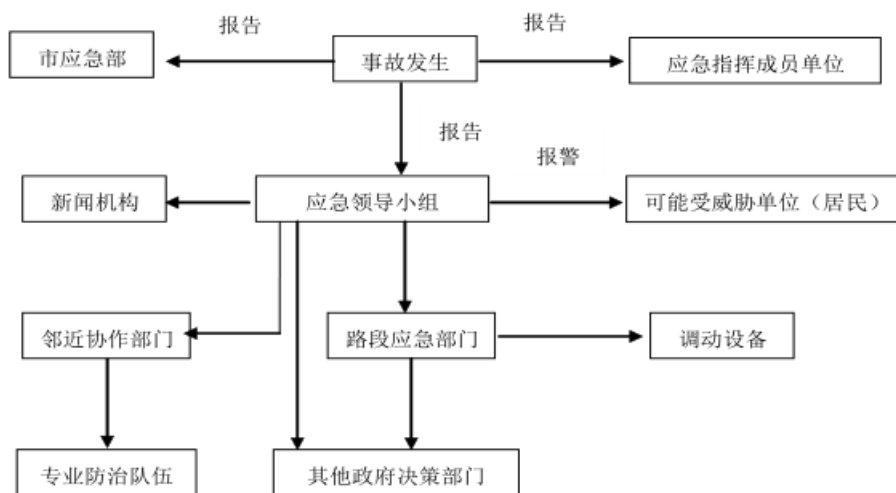 报告
报告
市应急部
事故发生
应急指挥成员单位
报告
报警
新闻机构
应急领导小组
可能受威胁单位（居民）
邻近协作部门
路段应急部门
调动设备
专业防治队伍
其他政府决策部门